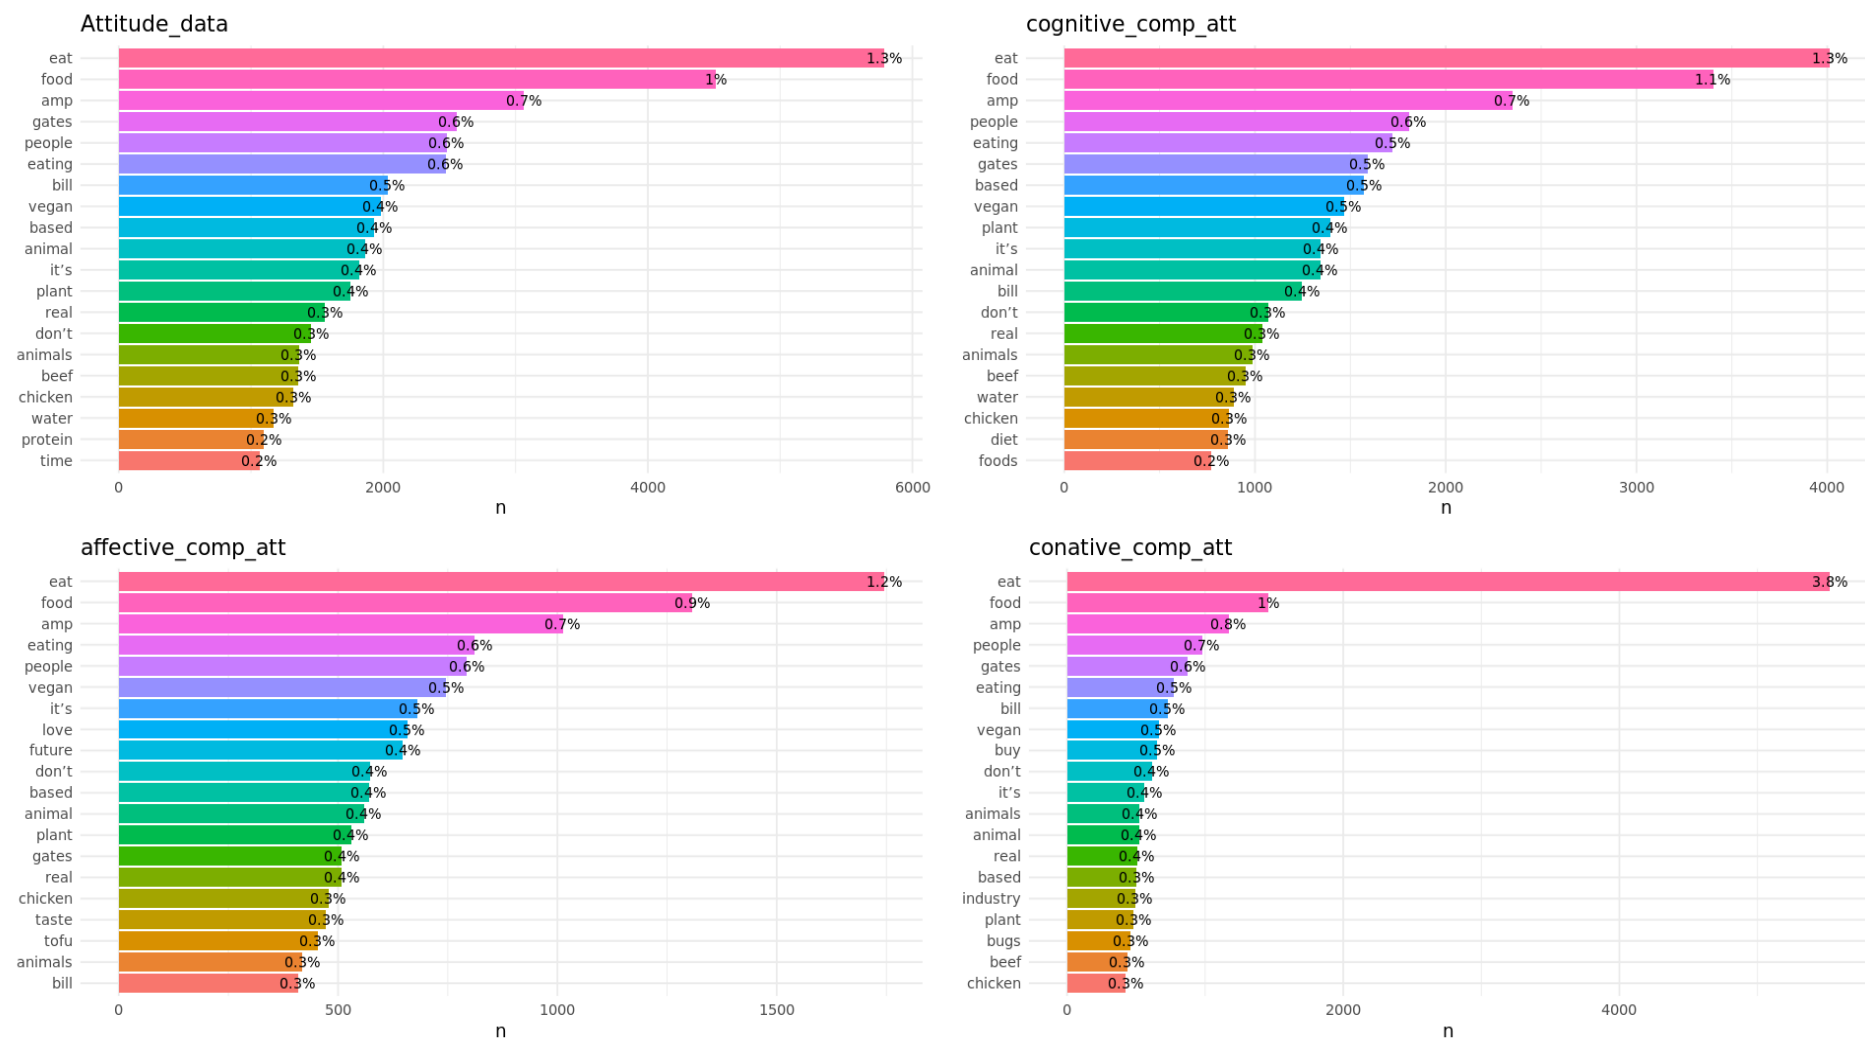 Attitude_data
eat 1.3%
food 1%
amp 0.7%
gates 0.6%
people 0.6%
eating 0.6%
bill 0.5%
vegan 0.4%
based 0.4%
animal 0.4%
it’s 0.4%
plant 0.4%
real 0.3%
don’t 0.3%
animals 0.3%
beef 0.3%
chicken 0.3%
water 0.3%
protein 0.2%
time 0.2%
0 2000 4000 6000
n
cognitive_comp_att
eat 1.3%
food 1.1%
amp 0.7%
people 0.6%
eating 0.5%
gates 0.5%
based 0.5%
vegan 0.5%
plant 0.4%
it’s 0.4%
animal 0.4%
bill 0.4%
don’t 0.3%
real 0.3%
animals 0.3%
beef 0.3%
water 0.3%
chicken 0.3%
diet 0.3%
foods 0.2%
0 1000 2000 3000 4000
n
affective_comp_att
eat 1.2%
food 0.9%
amp 0.7%
eating 0.6%
people 0.6%
vegan 0.5%
it’s 0.5%
love 0.5%
future 0.4%
don’t 0.4%
based 0.4%
animal 0.4%
plant 0.4%
gates 0.4%
real 0.4%
chicken 0.3%
taste 0.3%
tofu 0.3%
animals 0.3%
bill 0.3%
0 500 1000 1500
n
conative_comp_att
eat 3.8%
food 1%
amp 0.8%
people 0.7%
gates 0.6%
eating 0.5%
bill 0.5%
vegan 0.5%
buy 0.5%
don’t 0.4%
it’s 0.4%
animals 0.4%
animal 0.4%
real 0.4%
based 0.3%
industry 0.3%
plant 0.3%
bugs 0.3%
beef 0.3%
chicken 0.3%
0 2000 4000
n